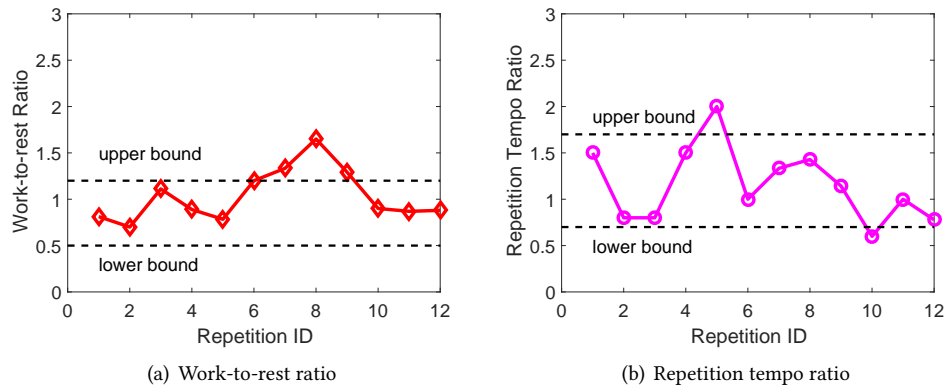 3
2.5
2
1.5
1
0.5
0
0 2 4 6 8 10 12
Work-to-rest Ratio
Repetition ID
upper bound
lower bound
(a) Work-to-rest ratio
3
2.5
2
1.5
1
0.5
0
0 2 4 6 8 10 12
Repetition Tempo Ratio
Repetition ID
upper bound
lower bound
(b) Repetition tempo ratio